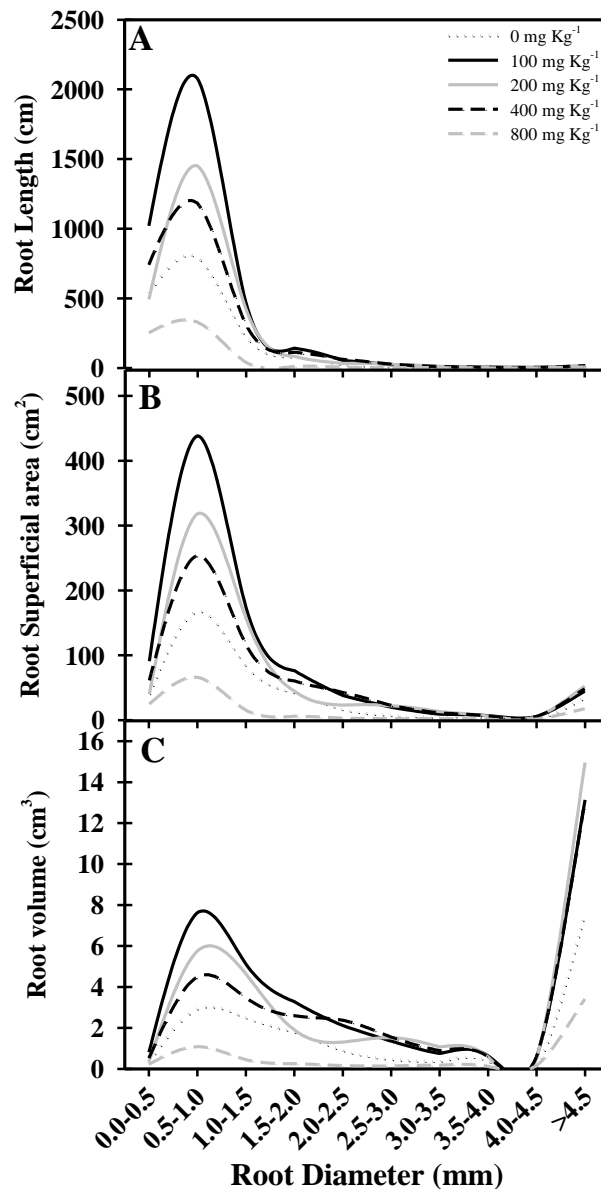 A
0 mg Kg⁻¹
100 mg Kg⁻¹
200 mg Kg⁻¹
400 mg Kg⁻¹
800 mg Kg⁻¹
Root Length (cm)
2500
2000
1500
1000
500
0
B
Root Superficial area (cm²)
500
400
300
200
100
0
C
Root volume (cm³)
16
14
12
10
8
6
4
2
0
0.0-0.5
0.5-1.0
1.0-1.5
1.5-2.0
2.0-2.5
2.5-3.0
3.0-3.5
3.5-4.0
4.0-4.5
>4.5
Root Diameter (mm)